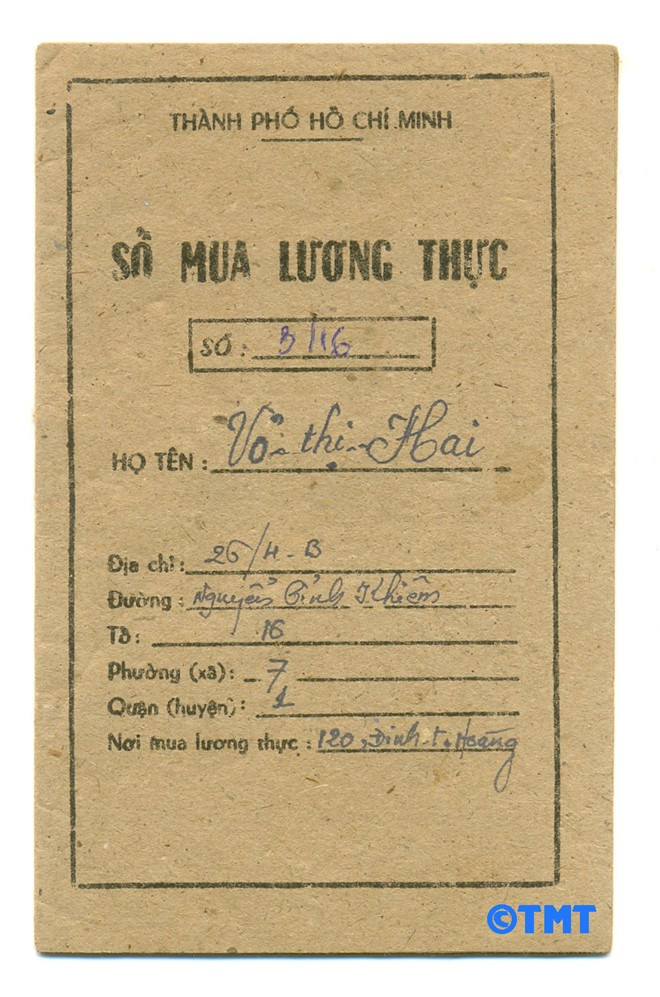 THÀNH PHỐ HỒ CHÍ MINH
SỔ MUA LƯƠNG THỰC
SỐ: 3/16
HỌ TÊN: Võ thị Hai
Địa chỉ: 26/4-B
Đường: Nguyễn Bỉnh Khiêm
Tổ: 16
Phường (xã): 7
Quận (huyện): 1
Nơi mua lương thực: 120, Đinh T. Hoàng
©TMT